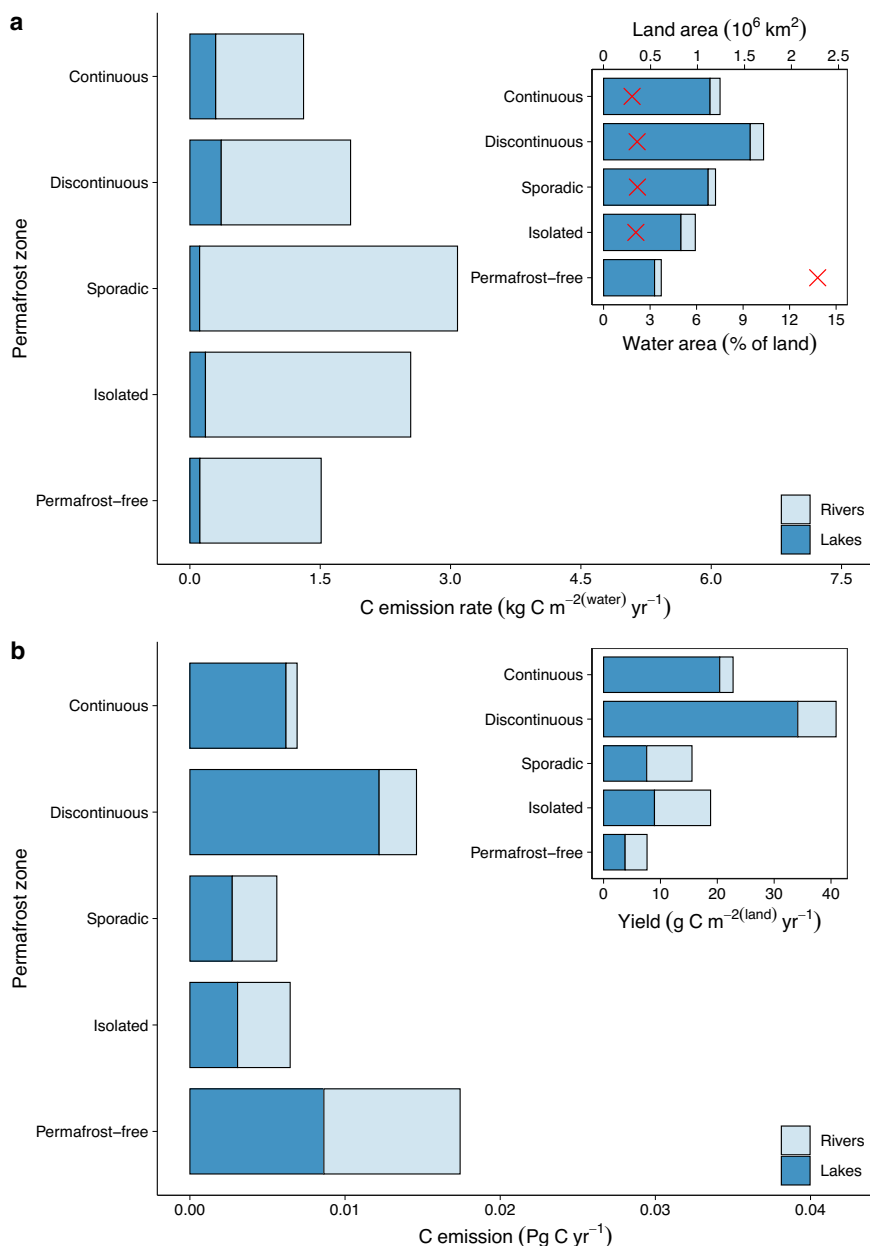 a
Permafrost zone
Continuous
Discontinuous
Sporadic
Isolated
Permafrost−free
0.0 1.5 3.0 4.5 6.0 7.5
C emission rate (kg C m−2(water) yr−1)
Land area (10^6 km^2)
0 0.5 1 1.5 2 2.5
Continuous
Discontinuous
Sporadic
Isolated
Permafrost−free
0 3 6 9 12 15
Water area (% of land)
Rivers
Lakes
b
Permafrost zone
Continuous
Discontinuous
Sporadic
Isolated
Permafrost−free
0.00 0.01 0.02 0.03 0.04
C emission (Pg C yr−1)
Continuous
Discontinuous
Sporadic
Isolated
Permafrost−free
0 10 20 30 40
Yield (g C m−2(land) yr−1)
Rivers
Lakes